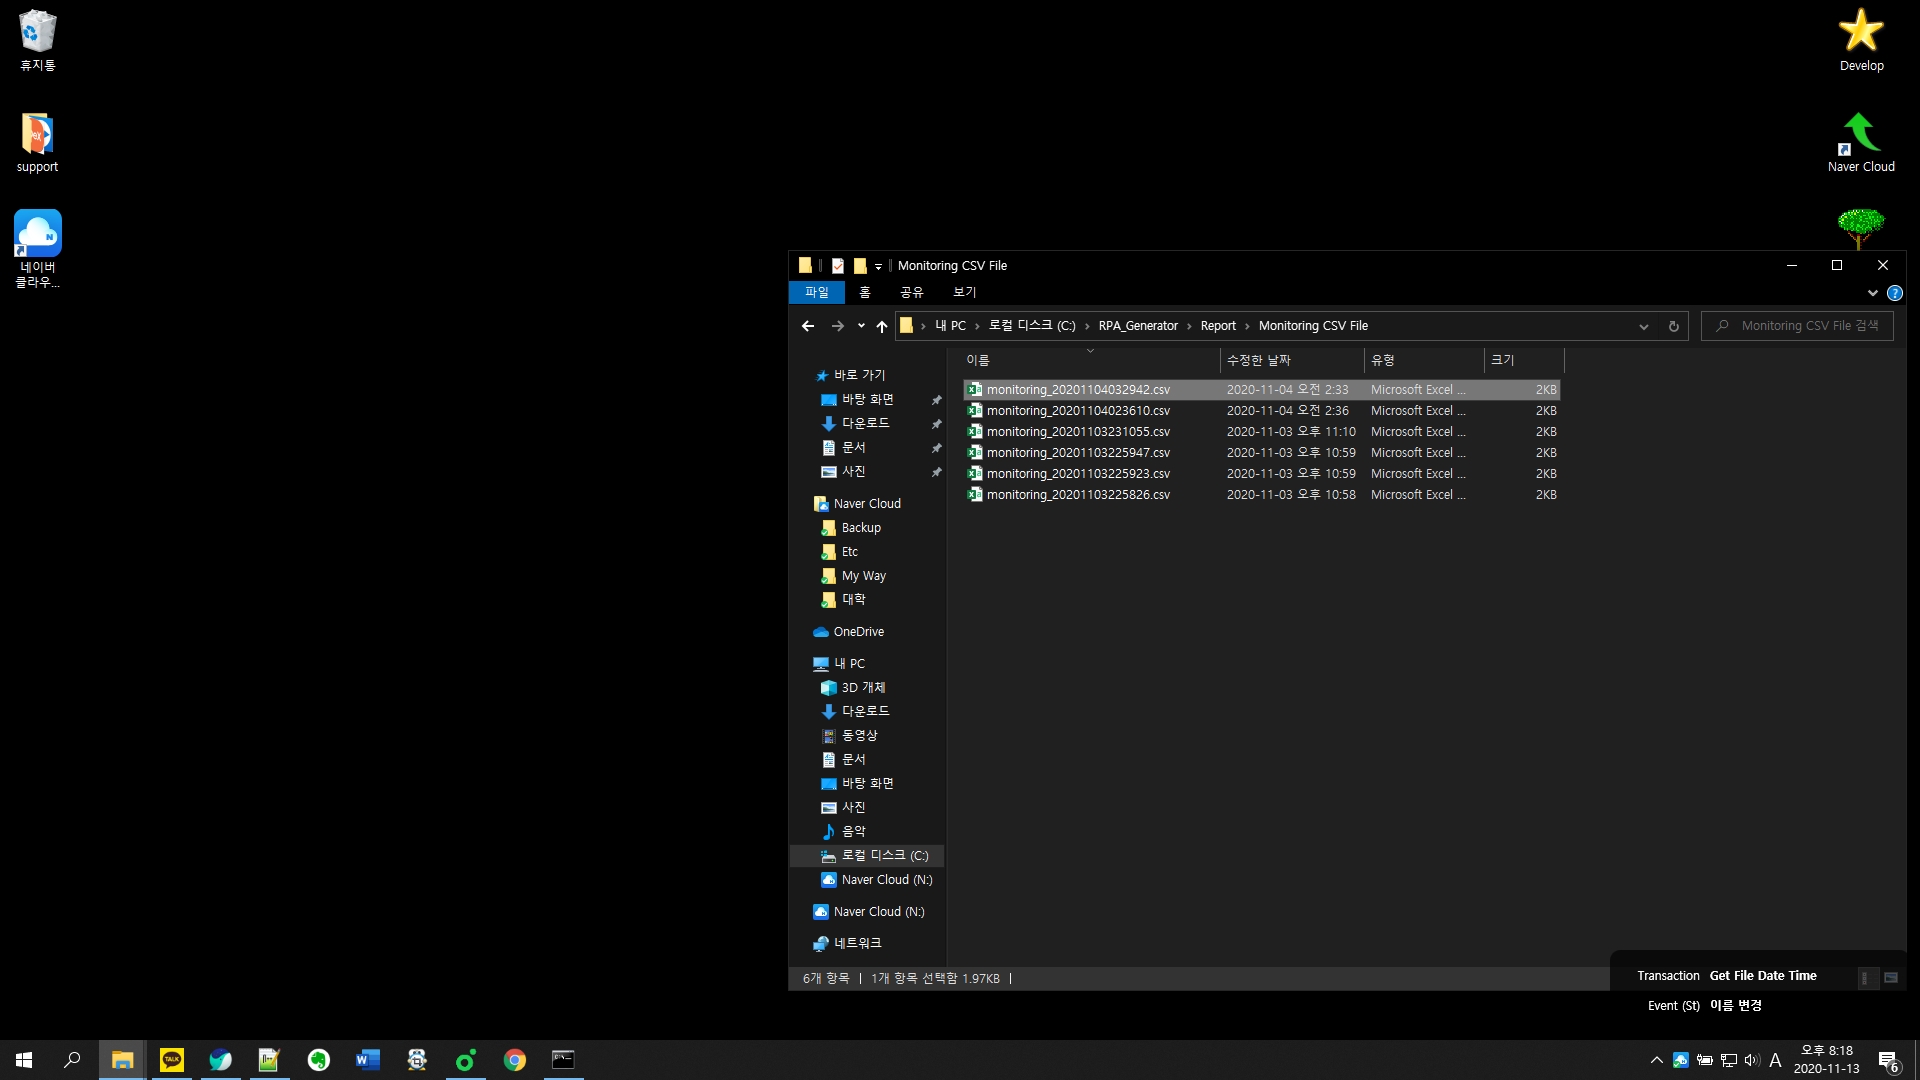 휴지통
Develop
support
Naver Cloud
네이버
클라우...
Monitoring CSV File
파일 홈 공유 보기
내 PC › 로컬 디스크 (C:) › RPA_Generator › Report › Monitoring CSV File
Monitoring CSV File 검색
이름 수정한 날짜 유형 크기
monitoring_20201104032942.csv 2020-11-04 오전 2:33 Microsoft Excel ... 2KB
monitoring_20201104023610.csv 2020-11-04 오전 2:36 Microsoft Excel ... 2KB
monitoring_20201103231055.csv 2020-11-03 오후 11:10 Microsoft Excel ... 2KB
monitoring_20201103225947.csv 2020-11-03 오후 10:59 Microsoft Excel ... 2KB
monitoring_20201103225923.csv 2020-11-03 오후 10:59 Microsoft Excel ... 2KB
monitoring_20201103225826.csv 2020-11-03 오후 10:58 Microsoft Excel ... 2KB
바로 가기
바탕 화면
다운로드
문서
사진
Naver Cloud
Backup
Etc
My Way
대학
OneDrive
내 PC
3D 개체
다운로드
동영상
문서
바탕 화면
사진
음악
로컬 디스크 (C:)
Naver Cloud (N:)
Naver Cloud (N:)
네트워크
6개 항목 | 1개 항목 선택함 1.97KB |
Transaction Get File Date Time
Event (St) 이름 변경
TALK
A
오후 8:18
2020-11-13
6